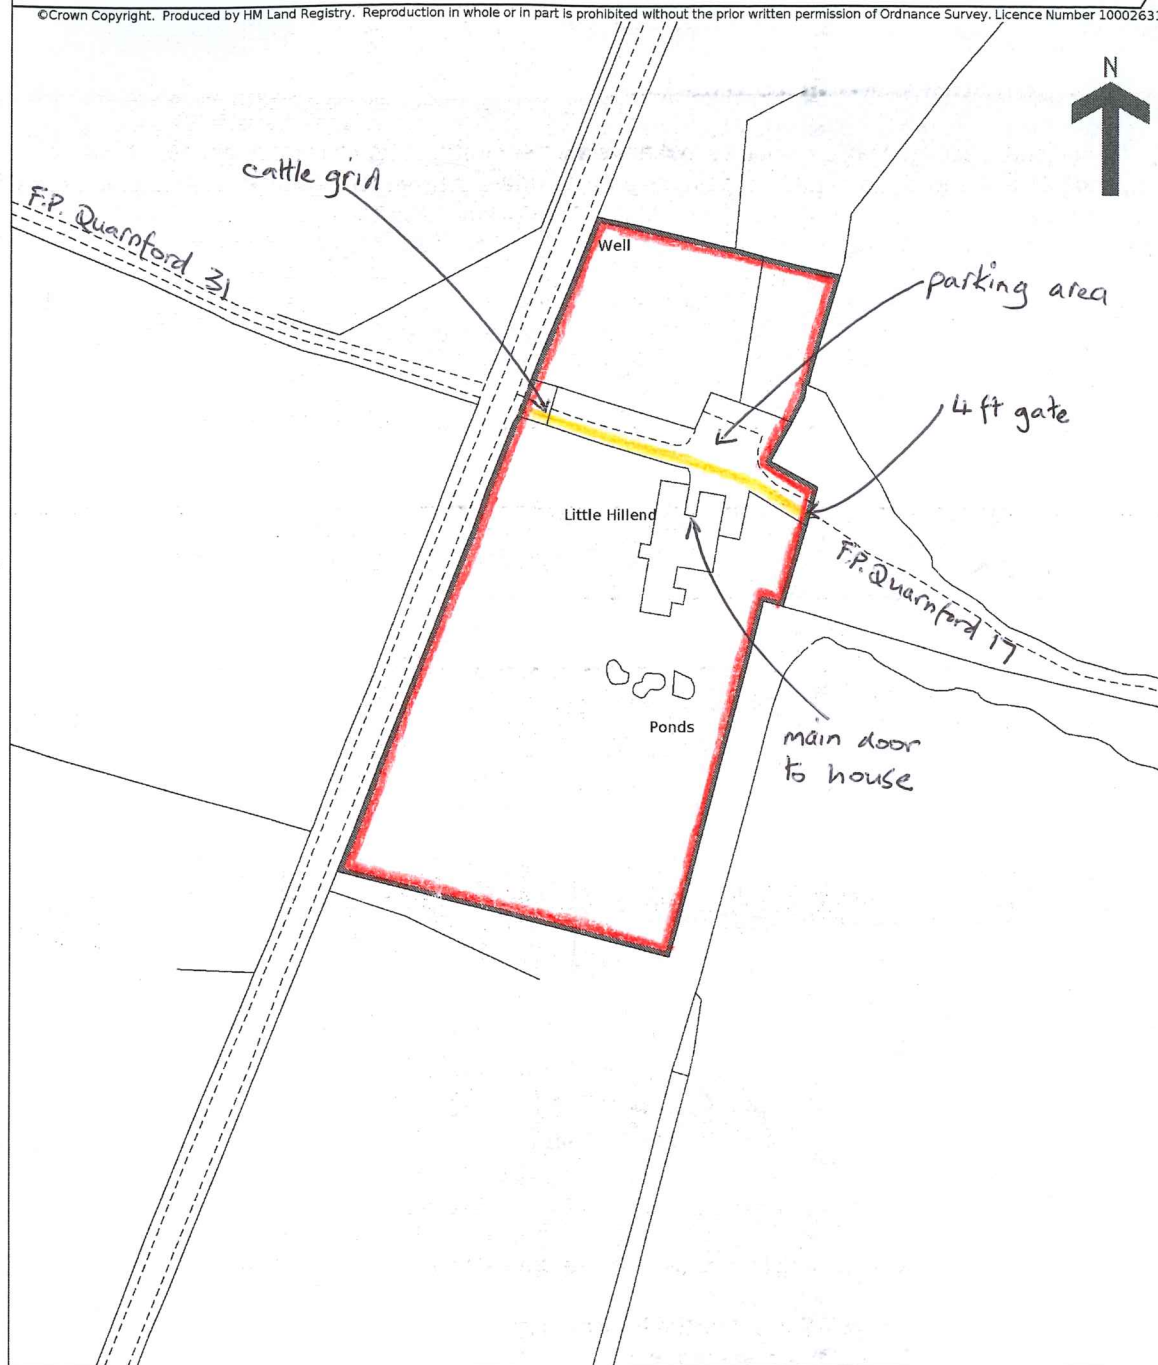 ©Crown Copyright. Produced by HM Land Registry. Reproduction in whole or in part is prohibited without the prior written permission of Ordnance Survey. Licence Number 10002631
N
cattle grid
F.P. Quarnford 31
Well
parking area
4 ft gate
Little Hillend
F.P. Quarnford 17
Ponds
main door
to house